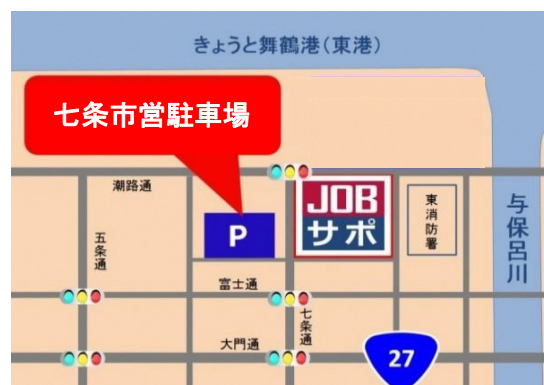 きょうと舞鶴港(東港)
七条市営駐車場
潮路通
JOB
サポ
P
東消防署
与保呂川
五条通
富士通
七条通
大門通
27